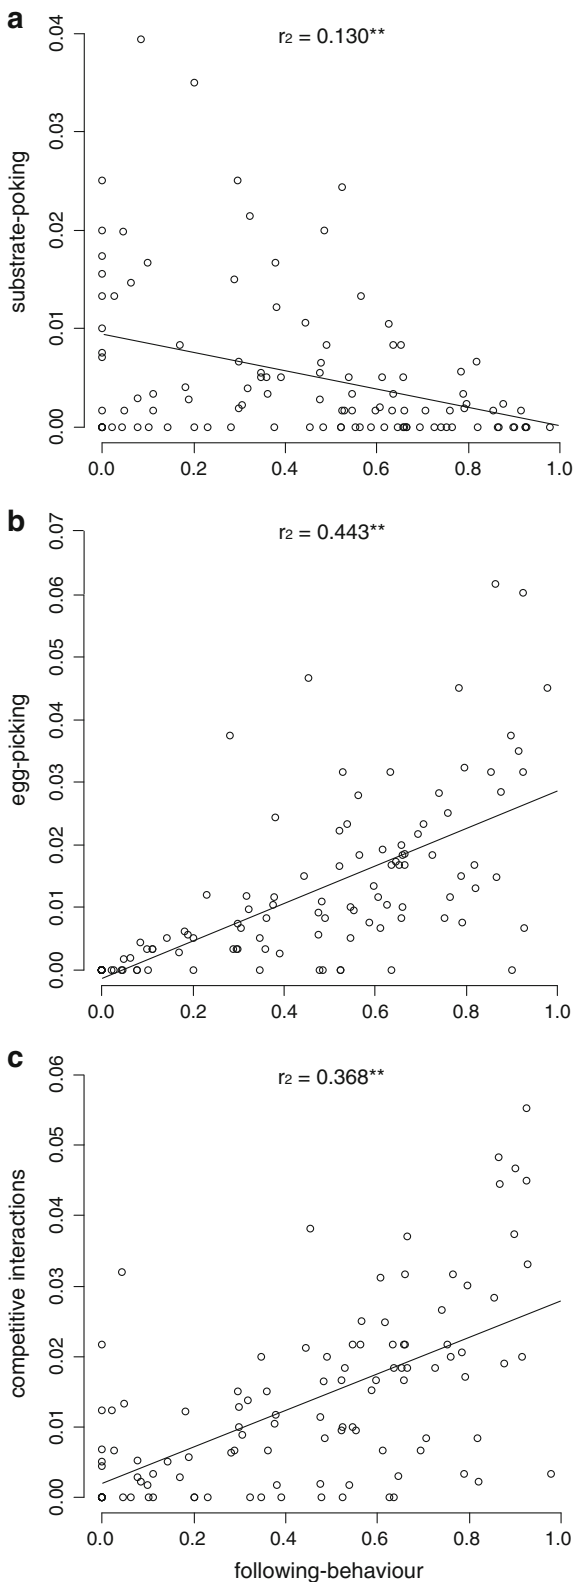 a
r2 = 0.130**
substrate-poking
0.04
0.03
0.02
0.01
0.00
0.0 0.2 0.4 0.6 0.8 1.0
b
r2 = 0.443**
egg-picking
0.07
0.06
0.05
0.04
0.03
0.02
0.01
0.00
0.0 0.2 0.4 0.6 0.8 1.0
c
r2 = 0.368**
competitive interactions
0.06
0.05
0.04
0.03
0.02
0.01
0.00
0.0 0.2 0.4 0.6 0.8 1.0
following-behaviour